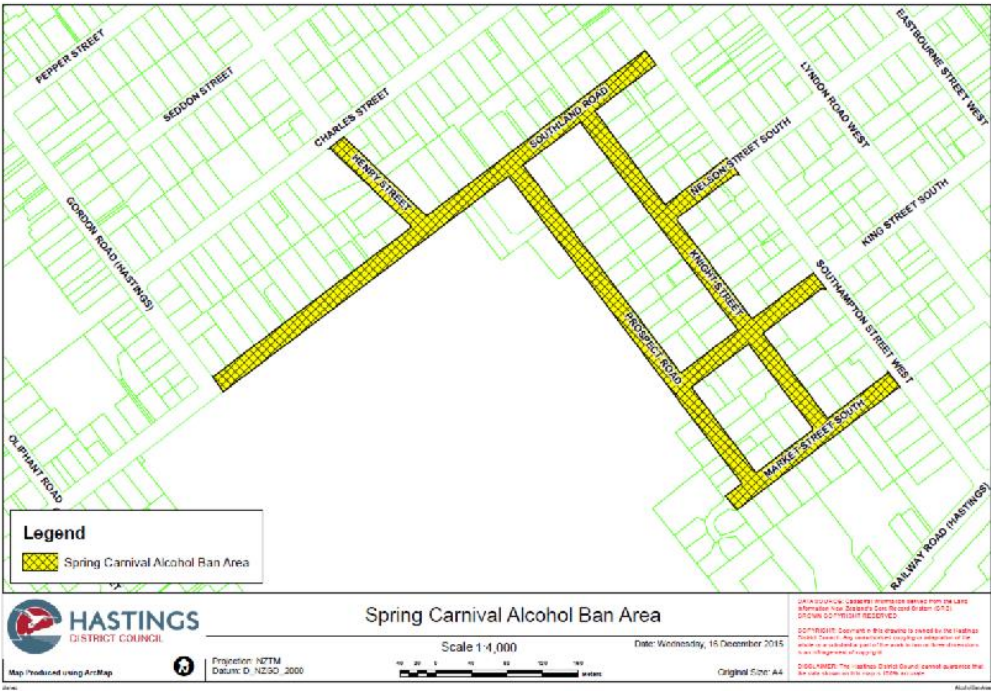 PEPPER STREET
SEDDON STREET
CHARLES STREET
HENRY STREET
SOUTHLAND ROAD
EASTBOURNE STREET WEST
LYNDON ROAD WEST
NELSON STREET SOUTH
KING STREET SOUTH
GORDON ROAD (HASTINGS)
KNIGHT STREET
SOUTHAMPTON STREET WEST
PROSPECT ROAD
MARKET STREET SOUTH
OLIPHANT ROAD
RAILWAY ROAD (HASTINGS)
Legend
Spring Carnival Alcohol Ban Area
HASTINGS
DISTRICT COUNCIL
Map Produced using ArcMap
Projection: NZTM
Datum: D_NZGD_2000
Spring Carnival Alcohol Ban Area
Scale 1:4,000
Meters
Date: Wednesday, 16 December 2015
Original Size: A4